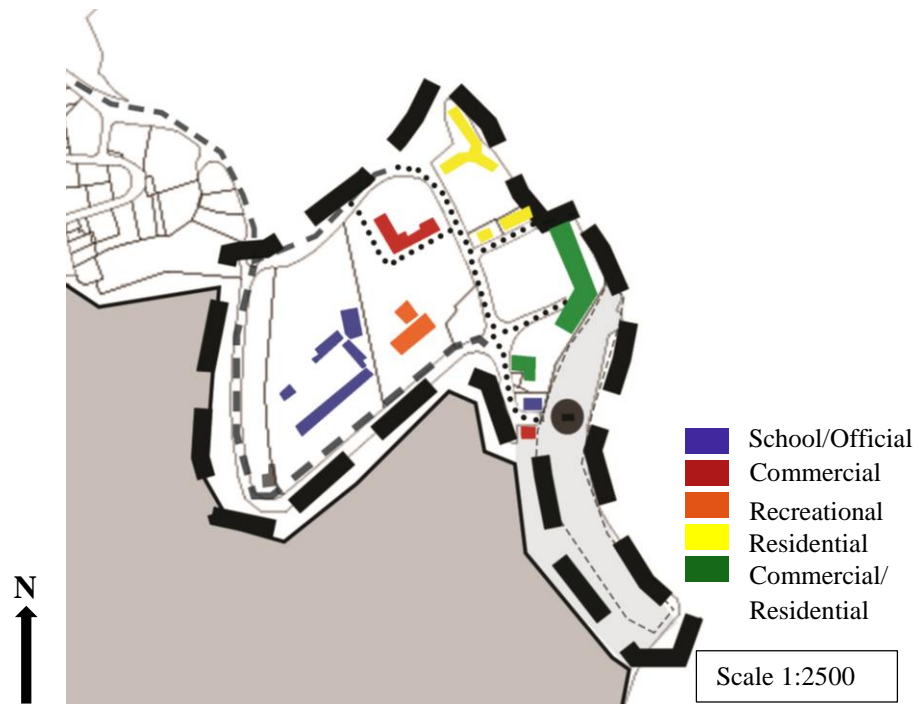 School/Official
Commercial
Recreational
Residential
Commercial/
Residential
N
Scale 1:2500